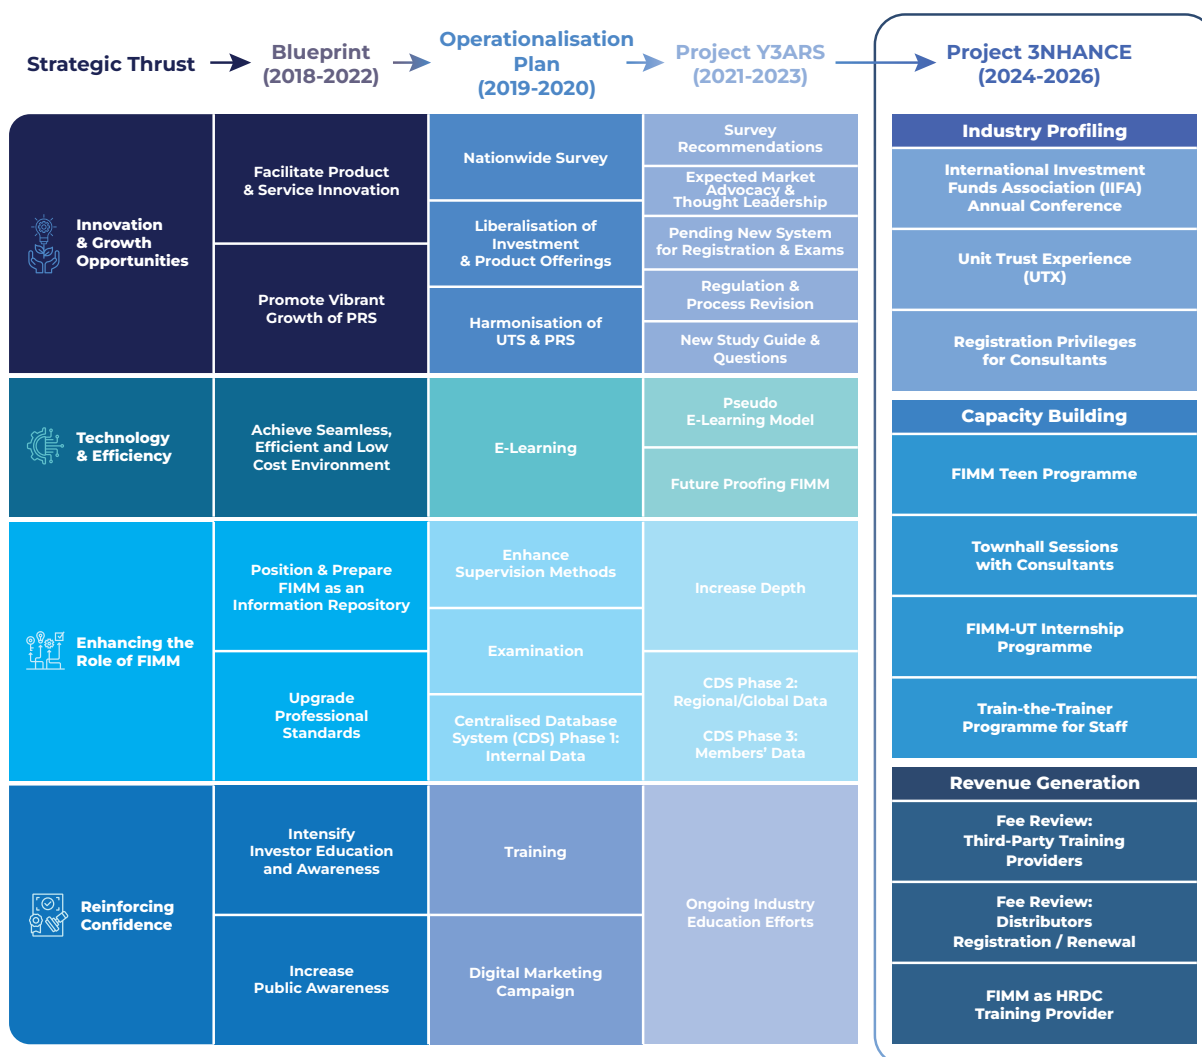 Strategic Thrust
Blueprint
(2018-2022)
Operationalisation
Plan
(2019-2020)
Project Y3ARS
(2021-2023)
Project 3NHANCE
(2024-2026)
Innovation
& Growth
Opportunities
Facilitate Product
& Service Innovation
Promote Vibrant
Growth of PRS
Nationwide Survey
Liberalisation of
Investment
& Product Offerings
Harmonisation of
UTS & PRS
Survey
Recommendations
Expected Market
Advocacy &
Thought Leadership
Pending New System
for Registration & Exams
Regulation &
Process Revision
New Study Guide &
Questions
Technology
& Efficiency
Achieve Seamless,
Efficient and Low
Cost Environment
E-Learning
Pseudo
E-Learning Model
Future Proofing FIMM
Enhancing the
Role of FIMM
Position & Prepare
FIMM as an
Information Repository
Upgrade
Professional
Standards
Enhance
Supervision Methods
Examination
Centralised Database
System (CDS) Phase 1:
Internal Data
Increase Depth
CDS Phase 2:
Regional/Global Data
CDS Phase 3:
Members’ Data
Reinforcing
Confidence
Intensify
Investor Education
and Awareness
Increase
Public Awareness
Training
Digital Marketing
Campaign
Ongoing Industry
Education Efforts
Industry Profiling
International Investment
Funds Association (IIFA)
Annual Conference
Unit Trust Experience
(UTX)
Registration Privileges
for Consultants
Capacity Building
FIMM Teen Programme
Townhall Sessions
with Consultants
FIMM-UT Internship
Programme
Train-the-Trainer
Programme for Staff
Revenue Generation
Fee Review:
Third-Party Training
Providers
Fee Review:
Distributors
Registration / Renewal
FIMM as HRDC
Training Provider